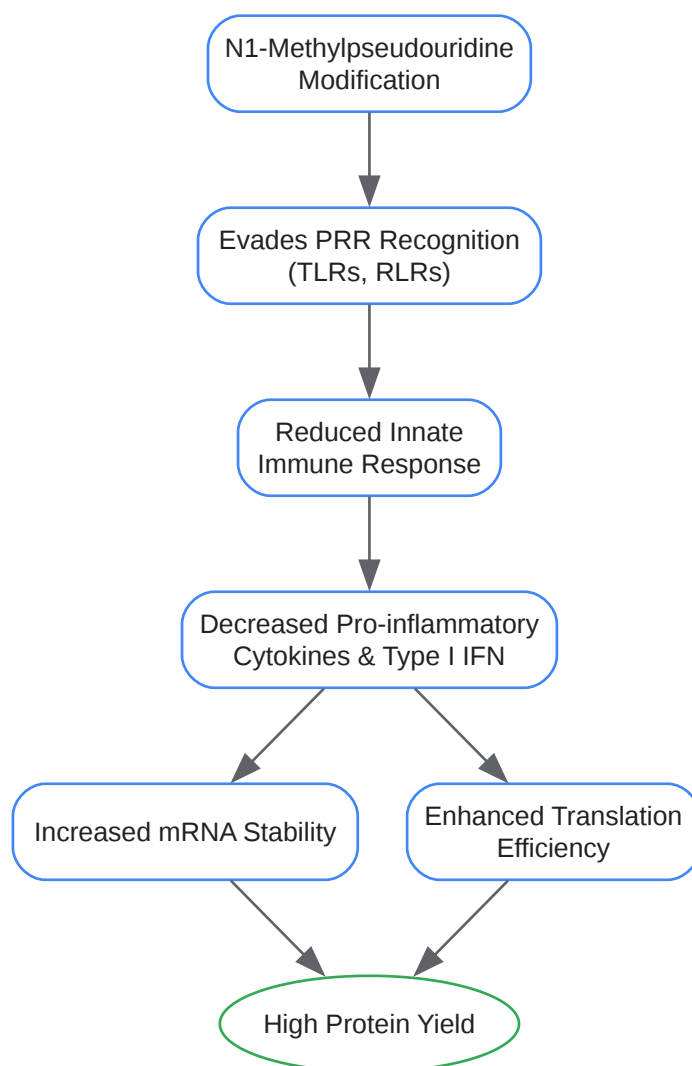 N1-Methylpseudouridine
Modification
Evades PRR Recognition
(TLRs, RLRs)
Reduced Innate
Immune Response
Decreased Pro-inflammatory
Cytokines & Type I IFN
Increased mRNA Stability
Enhanced Translation
Efficiency
High Protein Yield